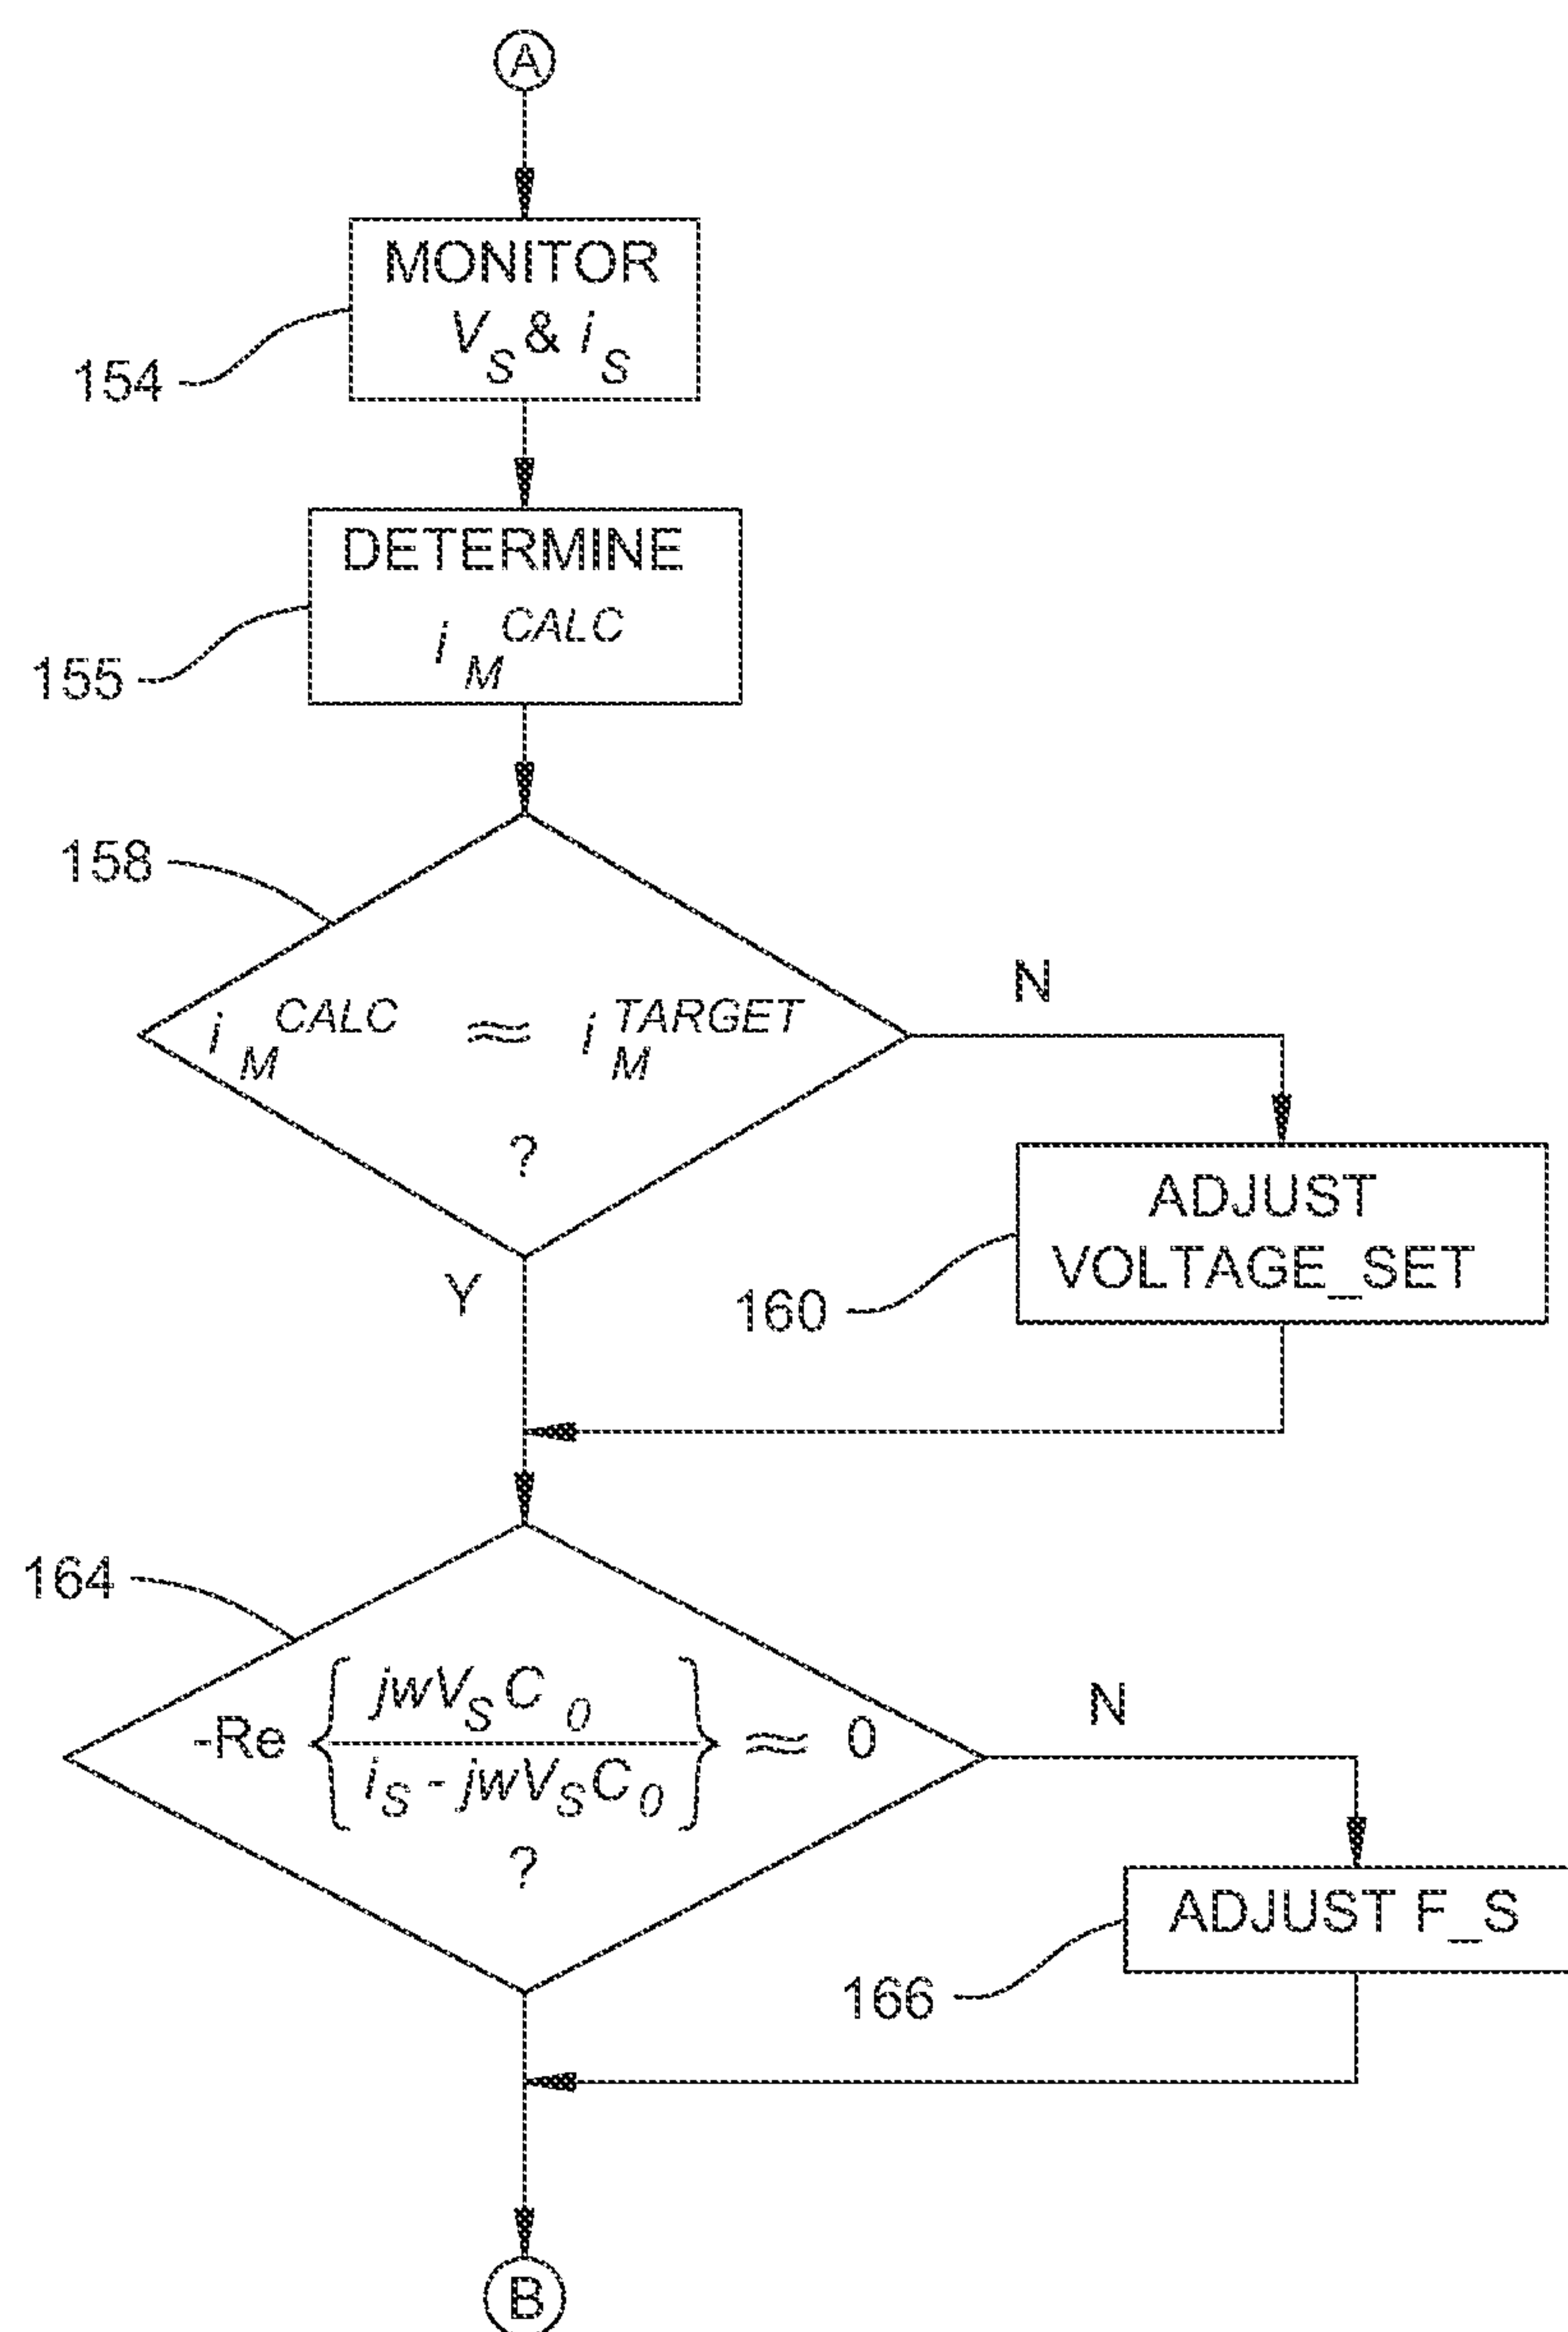 A
MONITOR
V_S & i_S
154
DETERMINE
i_M^CALC
155
158
i_M^CALC ≈ i_M^TARGET
?
N
Y
ADJUST
VOLTAGE_SET
160
164
-Re { jwV_S C_0 / i_S - jwV_S C_0 } ≈ 0
?
N
ADJUST F_S
166
B